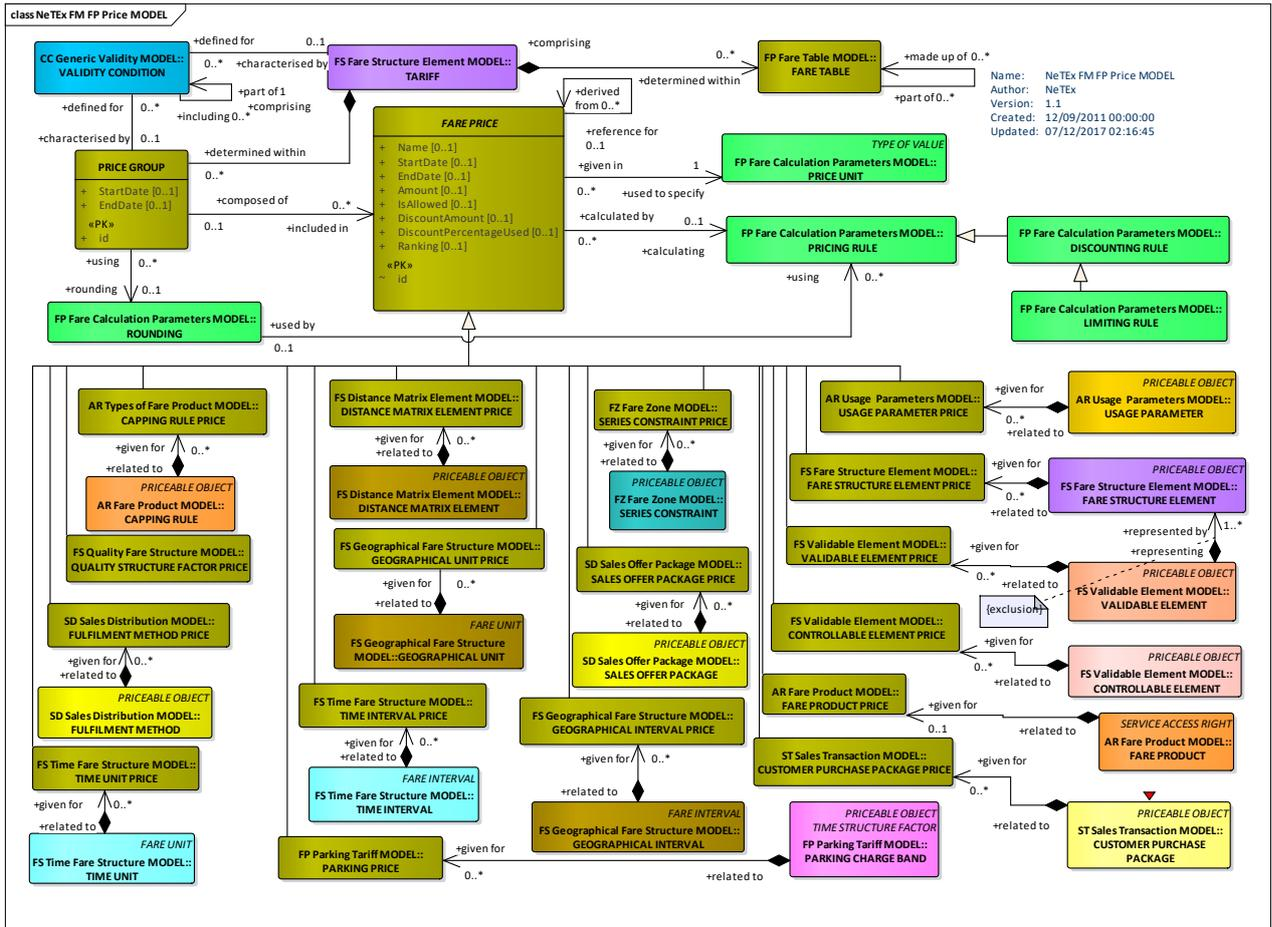 class NeTEx FM FP Price MODEL
CC Generic Validity MODEL::
VALIDITY CONDITION
+defined for
0..1
0..*
+characterised by
+part of 1
+comprising
+including 0..*
FS Fare Structure Element MODEL::
TARIFF
+comprising
0..*
+determined within
FP Fare Table MODEL::
FARE TABLE
+made up of 0..*
+part of 0..*
Name: NeTEx FM FP Price MODEL
Author: NeTEx
Version: 1.1
Created: 12/09/2011 00:00:00
Updated: 07/12/2017 02:16:45
+defined for
0..*
+characterised by
0..1
+determined within
0..*
PRICE GROUP
+ StartDate [0..1]
+ EndDate [0..1]
«PK»
+ id
+composed of
0..*
0..1
+included in
+using
0..*
+rounding
0..1
FP Fare Calculation Parameters MODEL::
ROUNDING
+used by
0..1
FARE PRICE
+ Name [0..1]
+ StartDate [0..1]
+ EndDate [0..1]
+ Amount [0..1]
+ IsAllowed [0..1]
+ DiscountAmount [0..1]
+ DiscountPercentageUsed [0..1]
+ Ranking [0..1]
«PK»
~ id
+derived
from 0..*
+reference for
0..1
+given in
1
0..*
+used to specify
TYPE OF VALUE
FP Fare Calculation Parameters MODEL::
PRICE UNIT
+calculated by
0..1
0..*
+calculating
FP Fare Calculation Parameters MODEL::
PRICING RULE
+using
0..*
FP Fare Calculation Parameters MODEL::
DISCOUNTING RULE
FP Fare Calculation Parameters MODEL::
LIMITING RULE
AR Types of Fare Product MODEL::
CAPPING RULE PRICE
+given for
0..*
+related to
PRICEABLE OBJECT
AR Fare Product MODEL::
CAPPING RULE
FS Quality Fare Structure MODEL::
QUALITY STRUCTURE FACTOR PRICE
SD Sales Distribution MODEL::
FULFILMENT METHOD PRICE
+given for
0..*
+related to
PRICEABLE OBJECT
SD Sales Distribution MODEL::
FULFILMENT METHOD
FS Time Fare Structure MODEL::
TIME UNIT PRICE
+given for
0..*
+related to
FARE UNIT
FS Time Fare Structure MODEL::
TIME UNIT
FS Distance Matrix Element MODEL::
DISTANCE MATRIX ELEMENT PRICE
+given for
0..*
+related to
PRICEABLE OBJECT
FS Distance Matrix Element MODEL::
DISTANCE MATRIX ELEMENT
FS Geographical Fare Structure MODEL::
GEOGRAPHICAL UNIT PRICE
+given for
0..*
+related to
FARE UNIT
FS Geographical Fare Structure
MODEL::GEOGRAPHICAL UNIT
FS Time Fare Structure MODEL::
TIME INTERVAL PRICE
+given for
0..*
+related to
FARE INTERVAL
FS Time Fare Structure MODEL::
TIME INTERVAL
FP Parking Tariff MODEL::
PARKING PRICE
+given for
0..*
+related to
PRICEABLE OBJECT
TIME STRUCTURE FACTOR
FP Parking Tariff MODEL::
PARKING CHARGE BAND
FZ Fare Zone MODEL::
SERIES CONSTRAINT PRICE
+given for
0..*
+related to
PRICEABLE OBJECT
FZ Fare Zone MODEL::
SERIES CONSTRAINT
SD Sales Offer Package MODEL::
SALES OFFER PACKAGE PRICE
+given for
0..*
+related to
PRICEABLE OBJECT
SD Sales Offer Package MODEL::
SALES OFFER PACKAGE
FS Geographical Fare Structure MODEL::
GEOGRAPHICAL INTERVAL PRICE
+given for
0..*
+related to
FARE INTERVAL
FS Geographical Fare Structure MODEL::
GEOGRAPHICAL INTERVAL
AR Usage Parameters MODEL::
USAGE PARAMETER PRICE
+given for
0..*
+related to
PRICEABLE OBJECT
AR Usage Parameters MODEL::
USAGE PARAMETER
FS Fare Structure Element MODEL::
FARE STRUCTURE ELEMENT PRICE
+given for
0..*
+related to
PRICEABLE OBJECT
FS Fare Structure Element MODEL::
FARE STRUCTURE ELEMENT
+represented by
1..*
+representing
FS Validable Element MODEL::
VALIDABLE ELEMENT PRICE
+given for
0..*
+related to
PRICEABLE OBJECT
FS Validable Element MODEL::
VALIDABLE ELEMENT
{exclusion}
FS Validable Element MODEL::
CONTROLLABLE ELEMENT PRICE
+given for
0..*
+related to
PRICEABLE OBJECT
FS Validable Element MODEL::
CONTROLLABLE ELEMENT
AR Fare Product MODEL::
FARE PRODUCT PRICE
+given for
0..1
+related to
SERVICE ACCESS RIGHT
AR Fare Product MODEL::
FARE PRODUCT
ST Sales Transaction MODEL::
CUSTOMER PURCHASE PACKAGE PRICE
+given for
0..*
+related to
PRICEABLE OBJECT
ST Sales Transaction MODEL::
CUSTOMER PURCHASE
PACKAGE